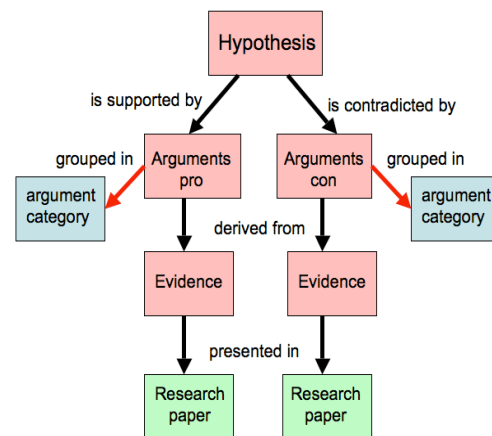 Hypothesis
is supported by
is contradicted by
grouped in
Arguments
pro
Arguments
con
grouped in
argument
category
argument
category
derived from
Evidence
Evidence
presented in
Research
paper
Research
paper